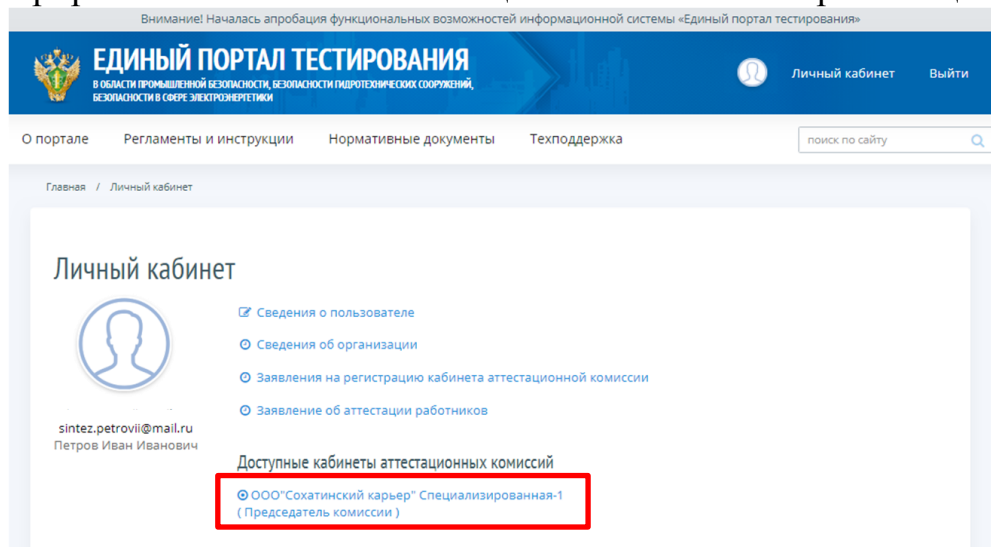 Внимание! Началась апробация функциональных возможностей информационной системы «Единый портал тестирования»
ЕДИНЫЙ ПОРТАЛ ТЕСТИРОВАНИЯ
В ОБЛАСТИ ПРОМЫШЛЕННОЙ БЕЗОПАСНОСТИ, БЕЗОПАСНОСТИ ГИДРОТЕХНИЧЕСКИХ СООРУЖЕНИЙ,
БЕЗОПАСНОСТИ В СФЕРЕ ЭЛЕКТРОЭНЕРГЕТИКИ
Личный кабинет Выйти
О портале Регламенты и инструкции Нормативные документы Техподдержка поиск по сайту
Главная / Личный кабинет
Личный кабинет
Сведения о пользователе
Сведения об организации
Заявления на регистрацию кабинета аттестационной комиссии
Заявление об аттестации работников
sintez.petrovii@mail.ru
Петров Иван Иванович
Доступные кабинеты аттестационных комиссий
ООО"Сохатинский карьер" Специализированная-1
( Председатель комиссии )